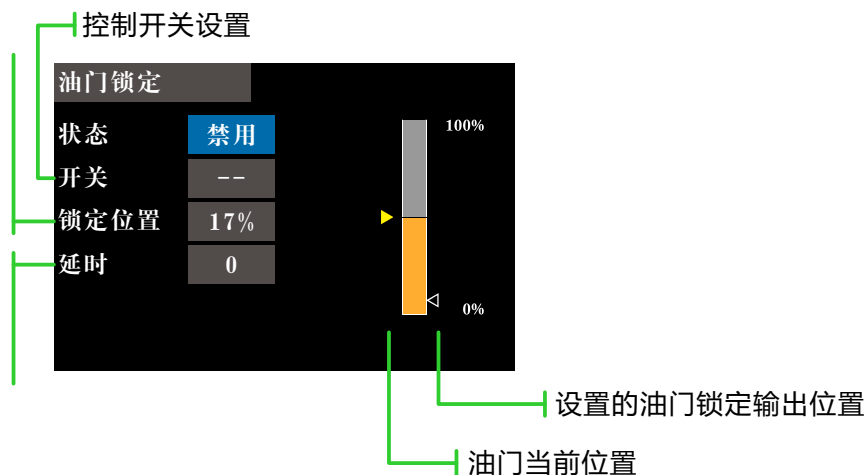 控制开关设置
油门锁定
状态 禁用
开关 --
锁定位置 17%
延时 0
100%
0%
设置的油门锁定输出位置
油门当前位置